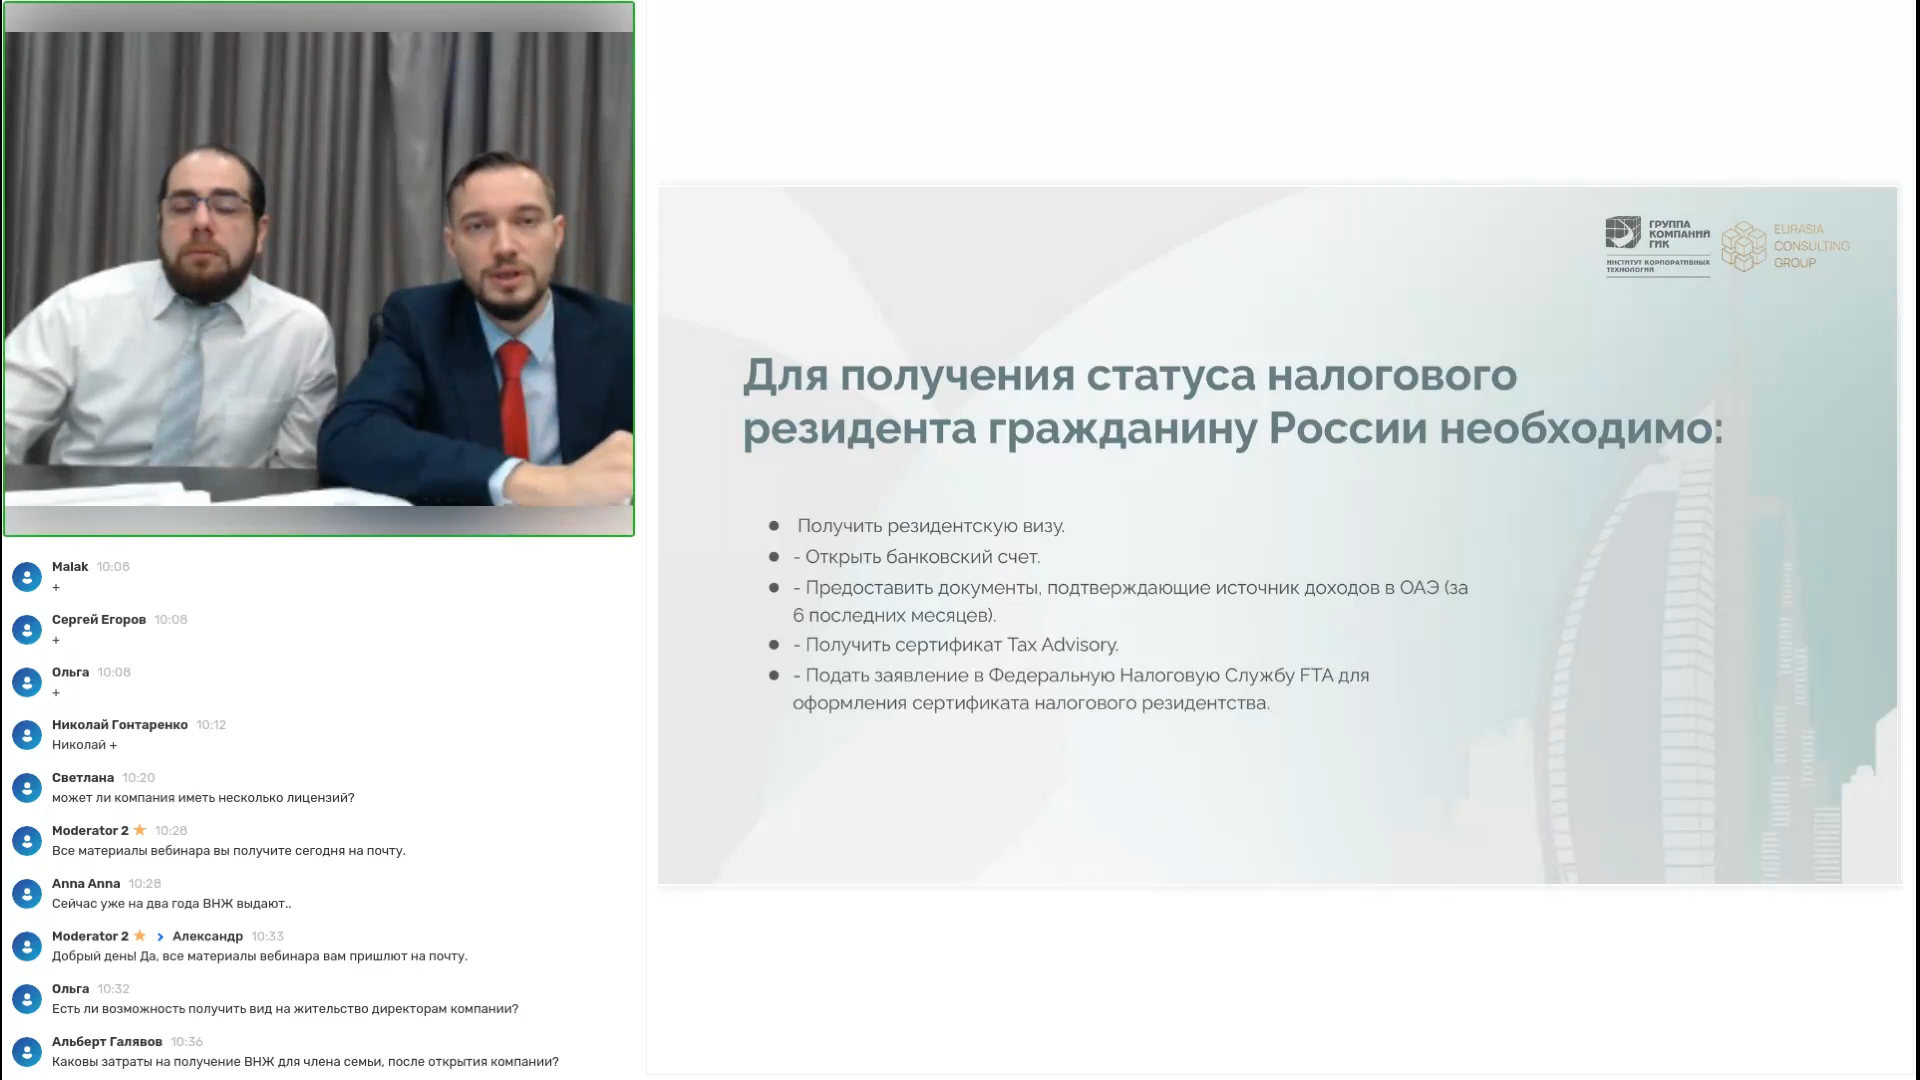 Malak 10:08
+
Сергей Егоров 10:08
+
Ольга 10:08
+
Николай Гонтаренко 10:12
Николай +
Светлана 10:20
может ли компания иметь несколько лицензий?
Moderator 2 10:28
Все материалы вебинара вы получите сегодня на почту.
Anna Anna 10:28
Сейчас уже на два года ВНЖ выдают..
Moderator 2 Александр 10:33
Добрый день! Да, все материалы вебинара вам пришлют на почту.
Ольга 10:32
Есть ли возможность получить вид на жительство директорам компании?
Альберт Галявов 10:36
Каковы затраты на получение ВНЖ для члена семьи, после открытия компании?
ГРУППА
КОМПАНИЙ
ГИК
ИНСТИТУТ КОРПОРАТИВНЫХ
ТЕХНОЛОГИЙ
EURASIA
CONSULTING
GROUP
Для получения статуса налогового
резидента гражданину России необходимо:
● Получить резидентскую визу.
● - Открыть банковский счет.
● - Предоставить документы, подтверждающие источник доходов в ОАЭ (за
6 последних месяцев).
● - Получить сертификат Tax Advisory.
● - Подать заявление в Федеральную Налоговую Службу FTA для
оформления сертификата налогового резидентства.